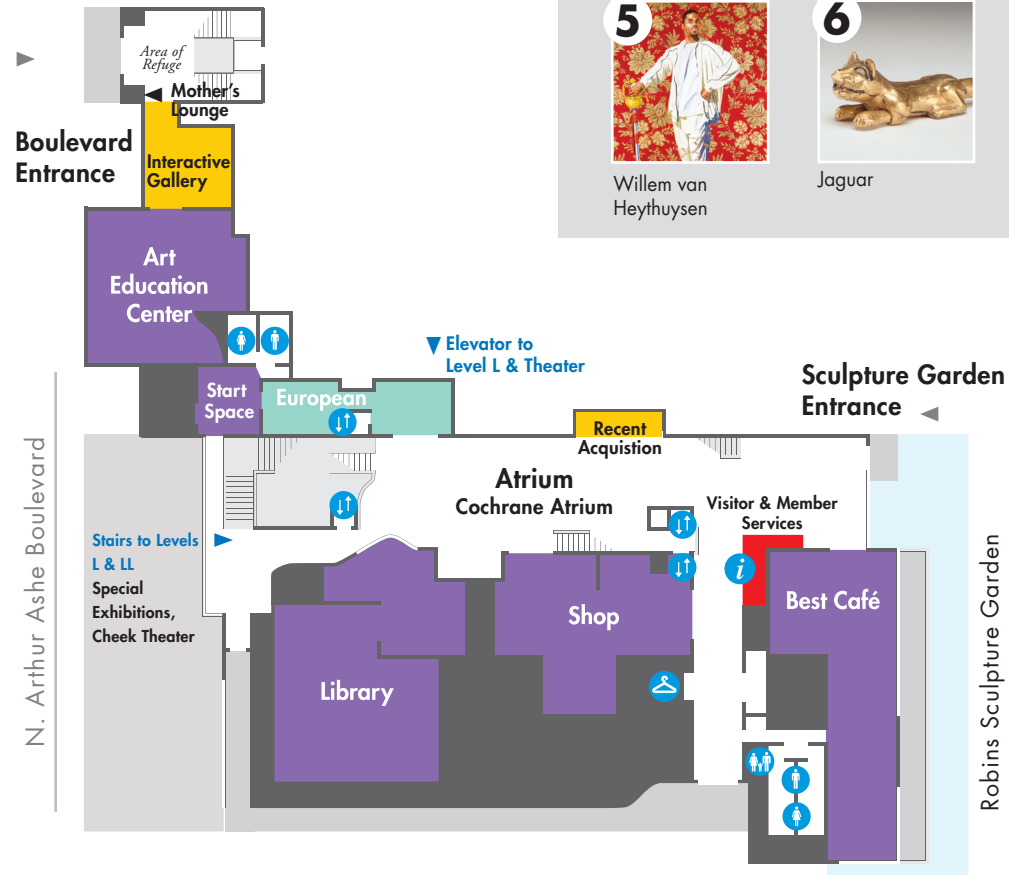 5
6
Willem van
Heythuysen
Jaguar
Area of
Refuge
Mother's
Lounge
Boulevard
Entrance
Interactive
Gallery
Art
Education
Center
Elevator to
Level L & Theater
Start
Space
European
Sculpture Garden
Entrance
Recent
Acquistion
Atrium
Cochrane Atrium
Visitor & Member
Services
Stairs to Levels
L & LL
Special
Exhibitions,
Cheek Theater
i
Best Café
Shop
Library
N. Arthur Ashe Boulevard
Robins Sculpture Garden